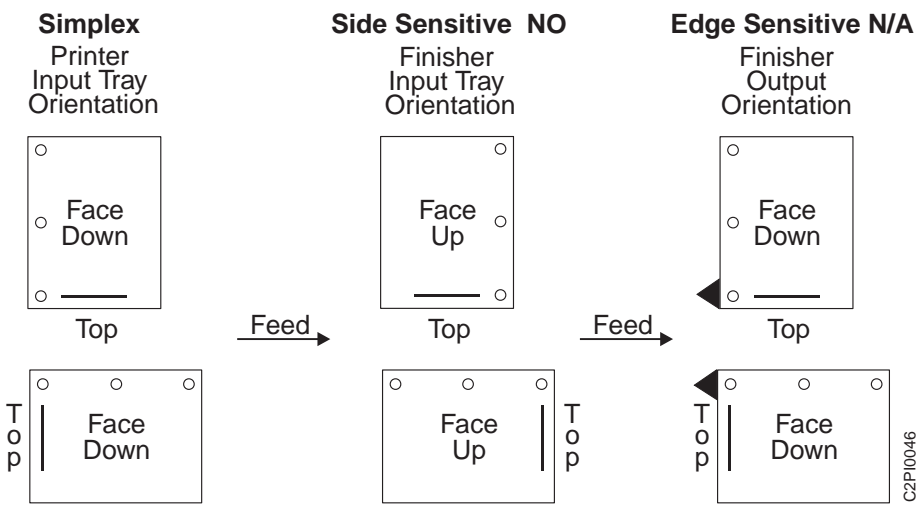 Simplex
Printer
Input Tray
Orientation
Side Sensitive NO
Finisher
Input Tray
Orientation
Edge Sensitive N/A
Finisher
Output
Orientation
Face
Down
Top
Feed
Face
Up
Top
Feed
Face
Down
Top
Top
Face
Down
Face
Up
Top
Top
Face
Down
C2PI0046